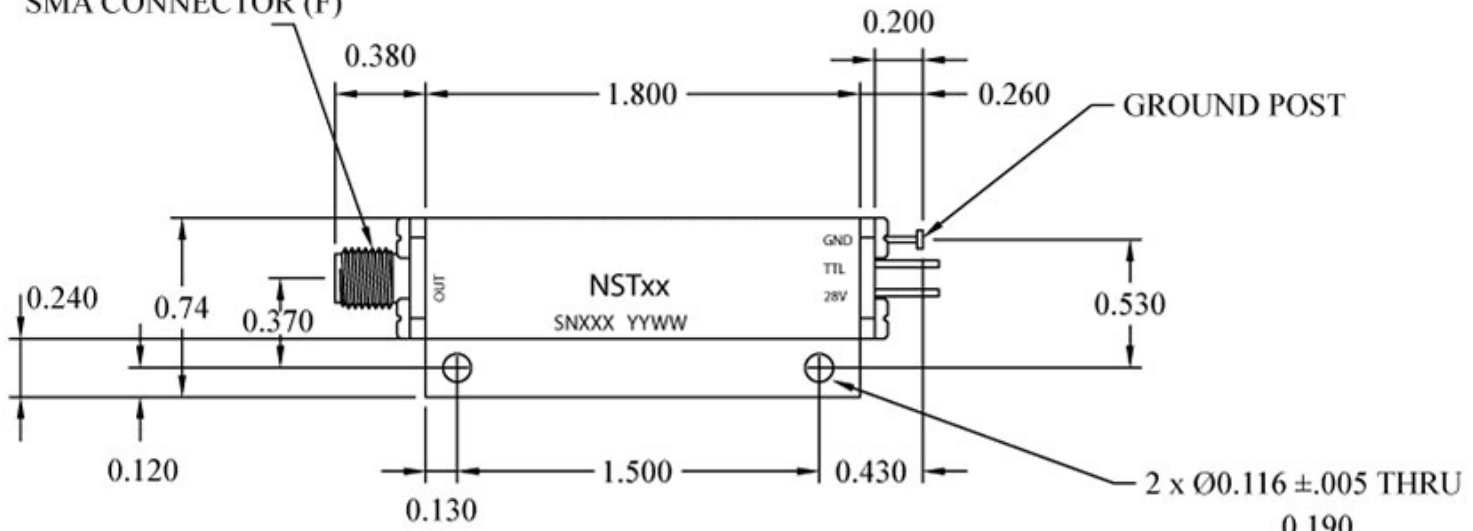 SMA CONNECTOR (F)
0.200
0.380
1.800
0.260
GROUND POST
GND
TTL
28V
OUT
NSTxx
SNXXX YYWW
0.240
0.74
0.370
0.530
0.120
1.500
0.430
0.130
2 x Ø0.116 ±.005 THRU
0.190